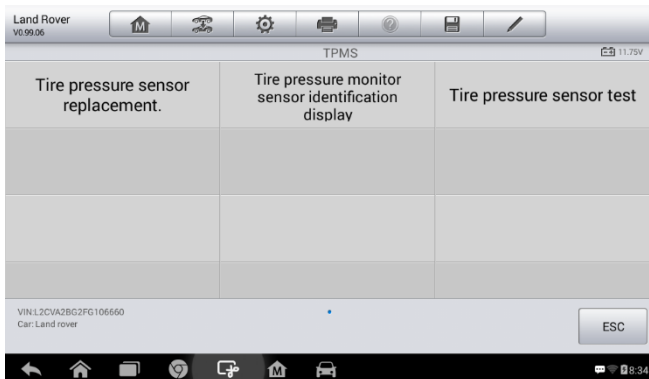 Land Rover
V0.99.06
M
TPMS
11.75V
Tire pressure sensor
replacement.
Tire pressure monitor
sensor identification
display
Tire pressure sensor test
VIN:L2CVA2BG2FG106660
Car: Land rover
ESC
M
8:34